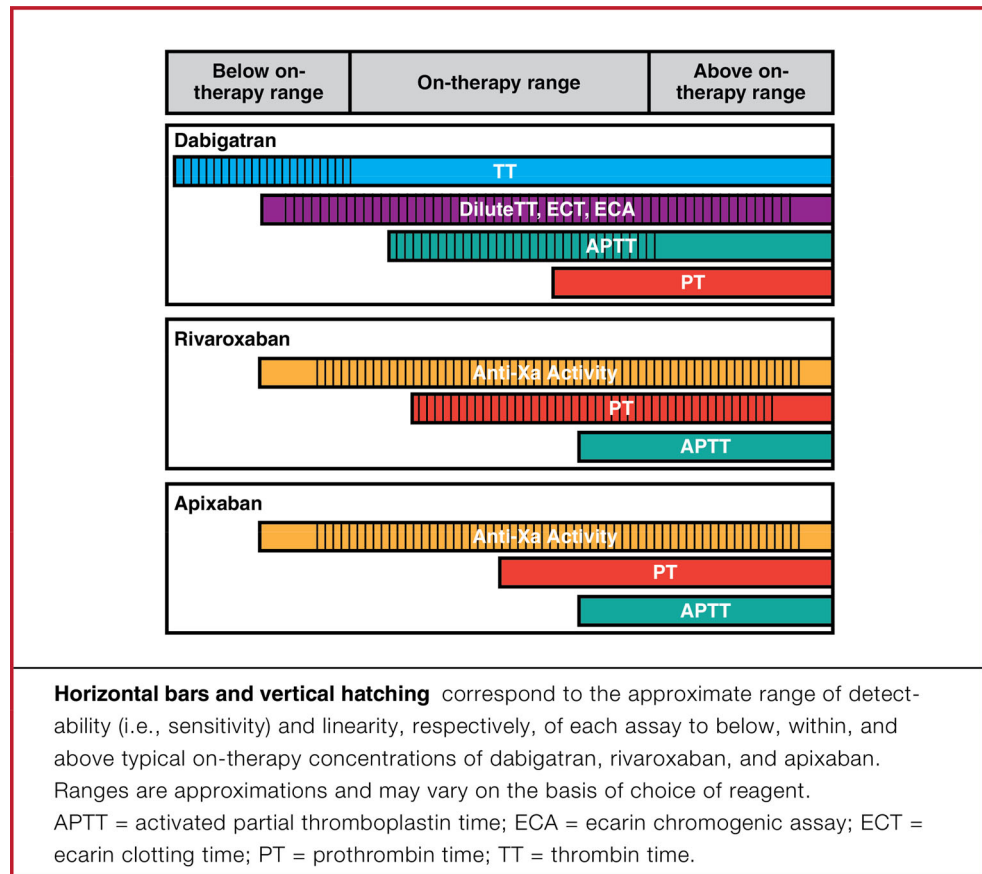 Below on-
therapy range
On-therapy range
Above on-
therapy range
Dabigatran
TT
DiluteTT, ECT, ECA
APTT
PT
Rivaroxaban
Anti-Xa Activity
PT
APTT
Apixaban
Anti-Xa Activity
PT
APTT
Horizontal bars and vertical hatching correspond to the approximate range of detect-
ability (i.e., sensitivity) and linearity, respectively, of each assay to below, within, and
above typical on-therapy concentrations of dabigatran, rivaroxaban, and apixaban.
Ranges are approximations and may vary on the basis of choice of reagent.
APTT = activated partial thromboplastin time; ECA = ecarin chromogenic assay; ECT =
ecarin clotting time; PT = prothrombin time; TT = thrombin time.